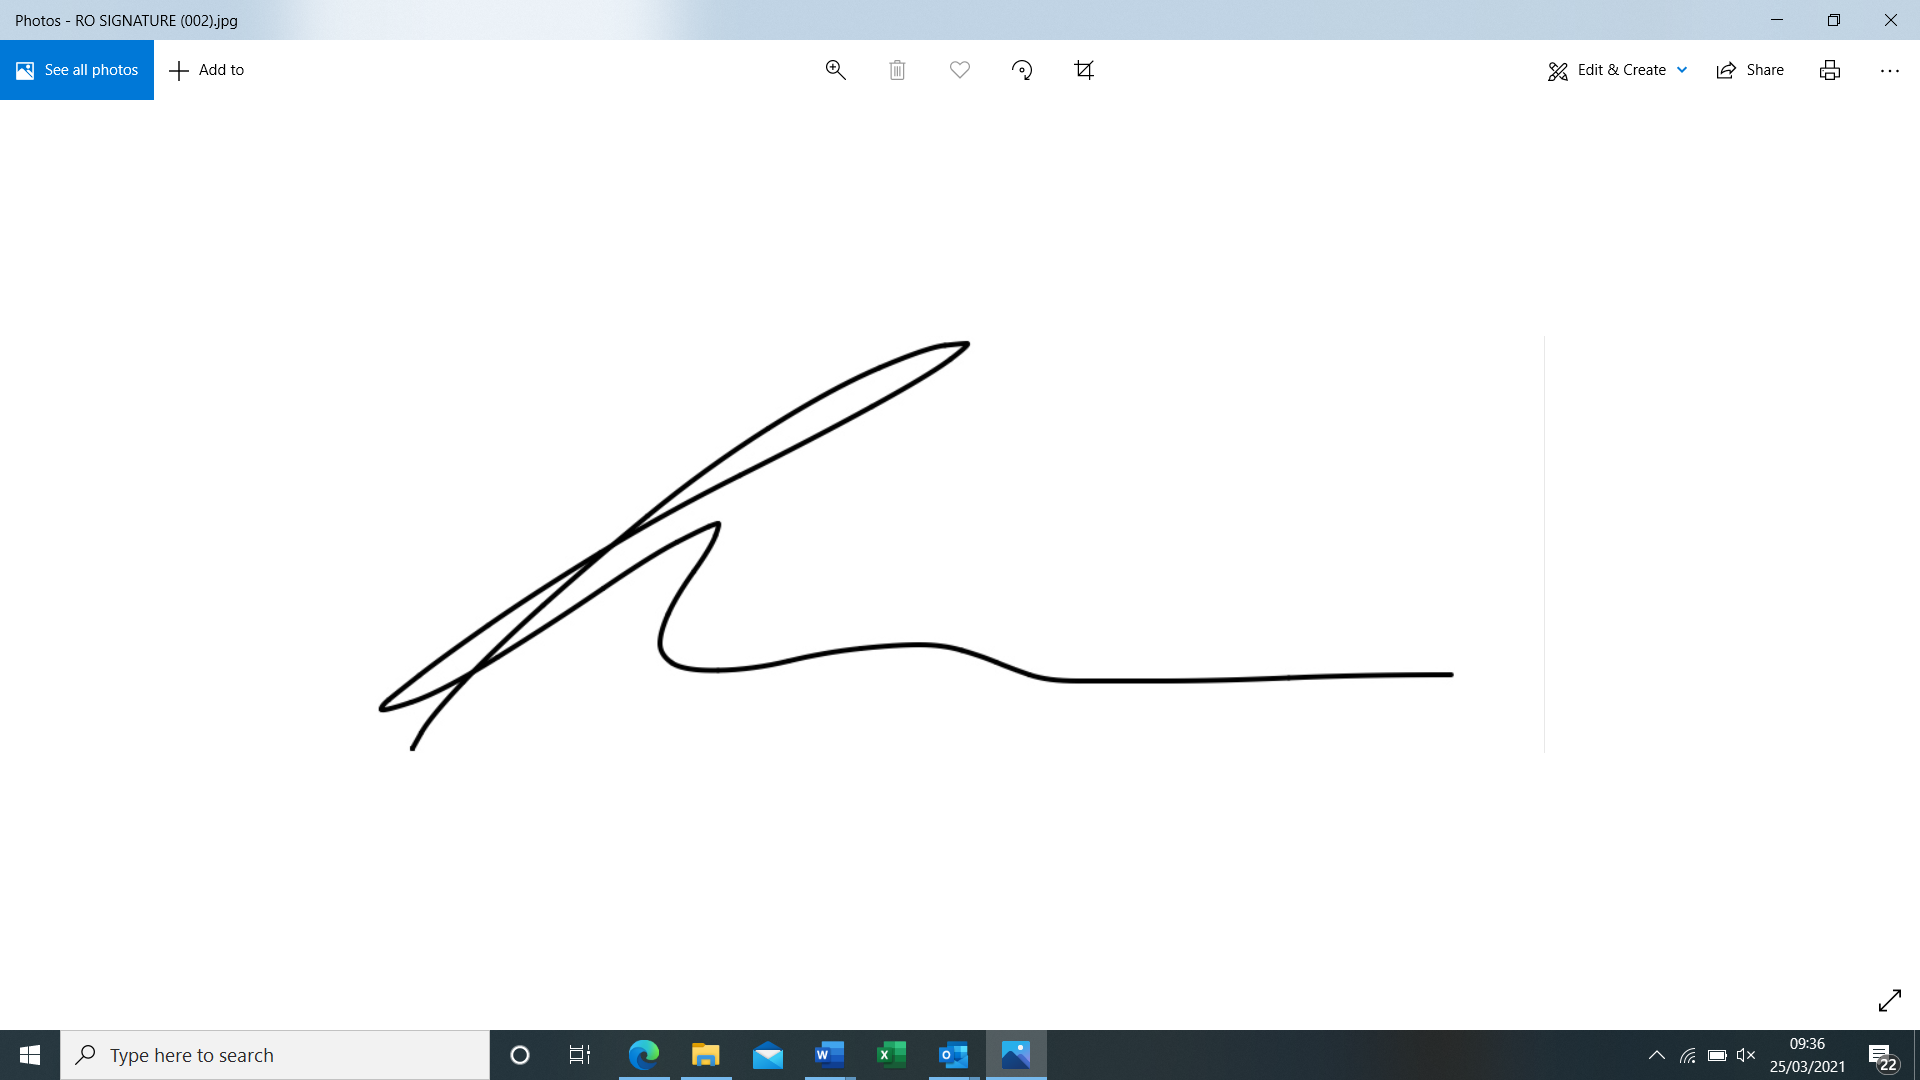 Photos - RO SIGNATURE (002).jpg
See all photos
Add to
Edit & Create
Share
Type here to search
09:36
25/03/2021
22